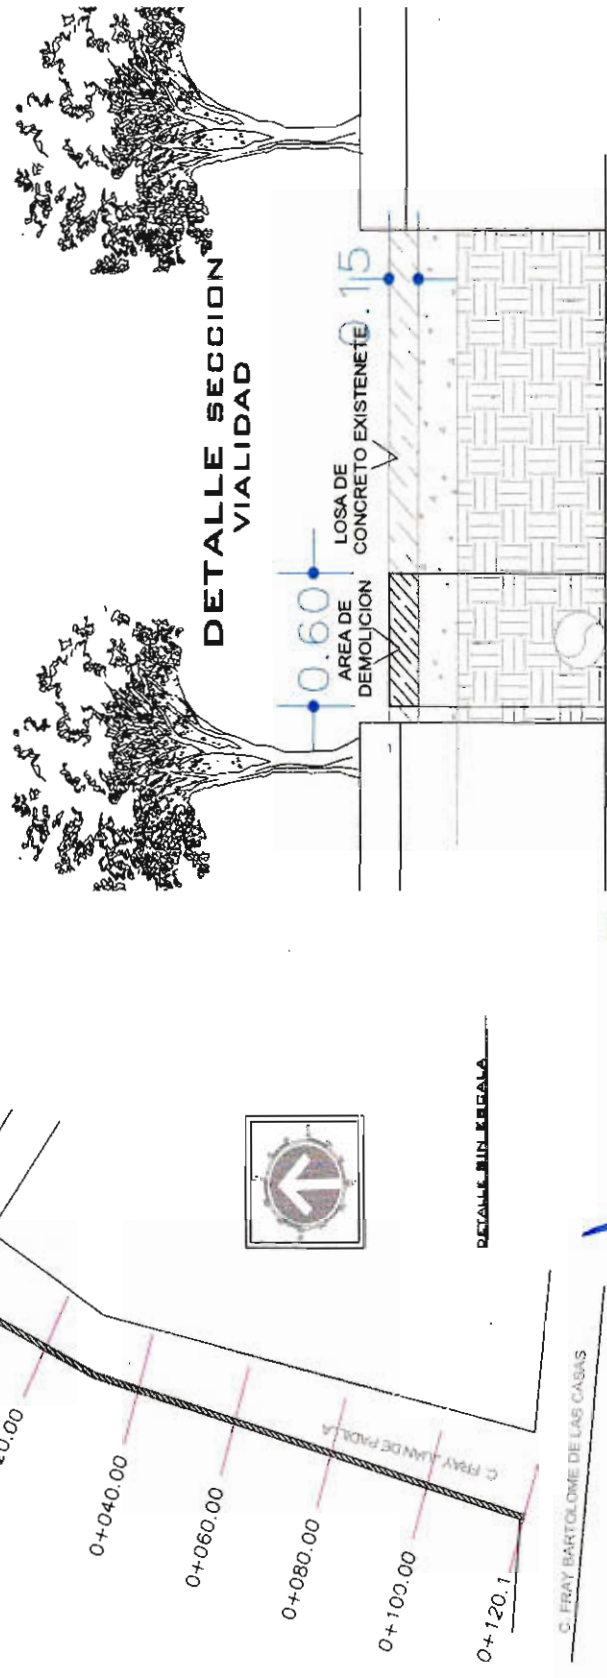 DETALLE SECCION
VIALIDAD
0.60
0.15
LOSA DE
CONCRETO EXISTENETE
AREA DE
DEMOLICION
DETALLE SIN ESCALA
20.00
0+040.00
0+060.00
0+080.00
0+100.00
0+120.1
C. FRAY JUAN DE PADILLA
C. FRAY BARTOLOME DE LAS CASAS